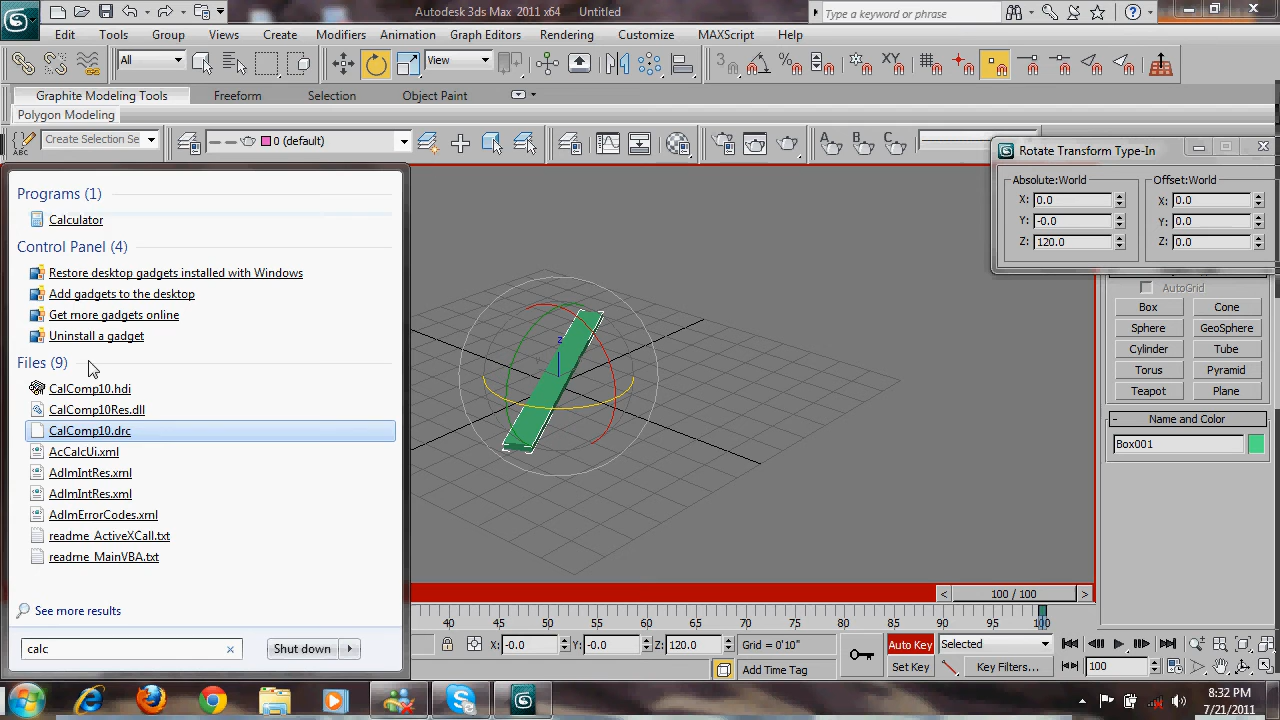 Autodesk 3ds Max 2011 x64 Untitled
Type a keyword or phrase
Edit Tools Group Views Create Modifiers Animation Graph Editors Rendering Customize MAXScript Help
All View
Graphite Modeling Tools Freeform Selection Object Paint
Polygon Modeling
Create Selection Se 0 (default)
Rotate Transform Type-In
Absolute:World Offset:World
X: 0.0 X: 0.0
Y: -0.0 Y: 0.0
Z: 120.0 Z: 0.0
AutoGrid
Box Cone
Sphere GeoSphere
Cylinder Tube
Torus Pyramid
Teapot Plane
Name and Color
Box001
Programs (1)
Calculator
Control Panel (4)
Restore desktop gadgets installed with Windows
Add gadgets to the desktop
Get more gadgets online
Uninstall a gadget
Files (9)
CalComp10.hdi
CalComp10Res.dll
CalComp10.drc
AcCalcUi.xml
AdlmIntRes.xml
AdlmIntRes.xml
AdlmErrorCodes.xml
readme_ActiveXCall.txt
readme_MainVBA.txt
See more results
calc Shut down
z
< 100 / 100 >
40 45 50 55 60 65 70 75 80 85 90 95 100
X: -0.0 Y: -0.0 Z: 120.0 Grid = 0'10" Auto Key Selected
Add Time Tag Set Key Key Filters... 100
8:32 PM
7/21/2011